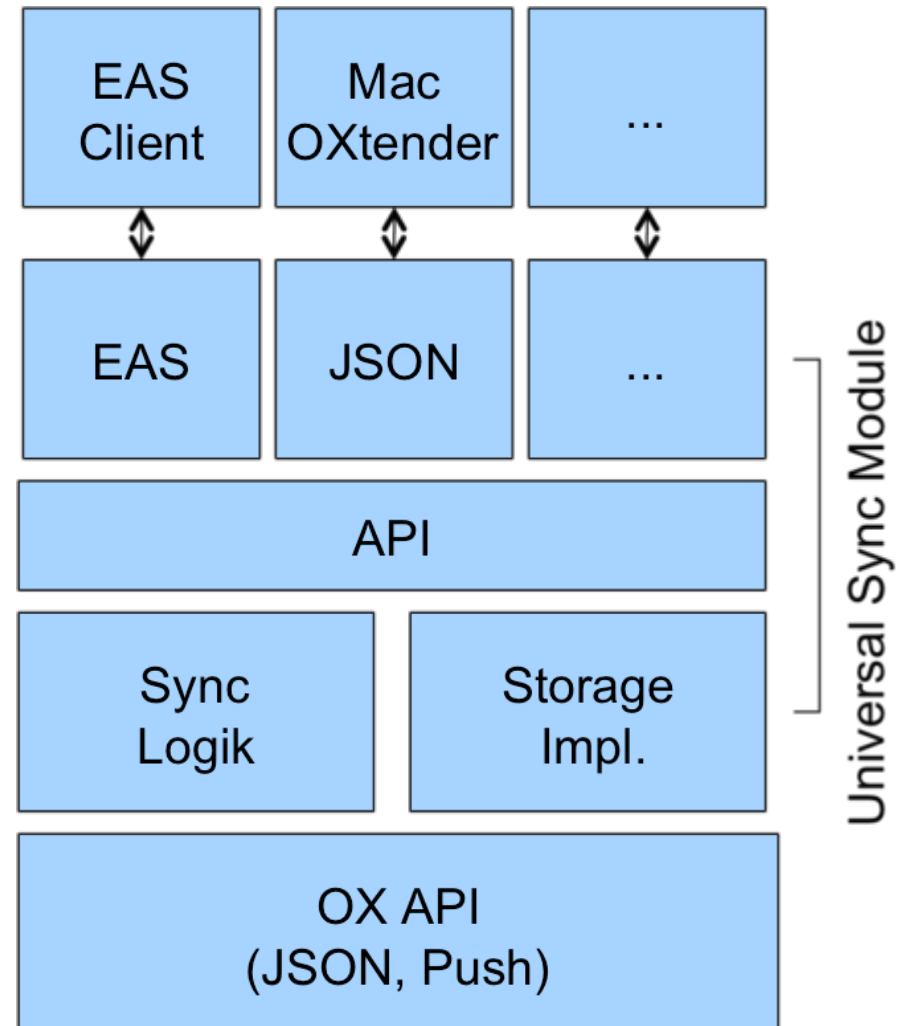 EAS
Client
Mac
OXtender
...
EAS
JSON
...
API
Sync
Logik
Storage
Impl.
OX API
(JSON, Push)
Universal Sync Module